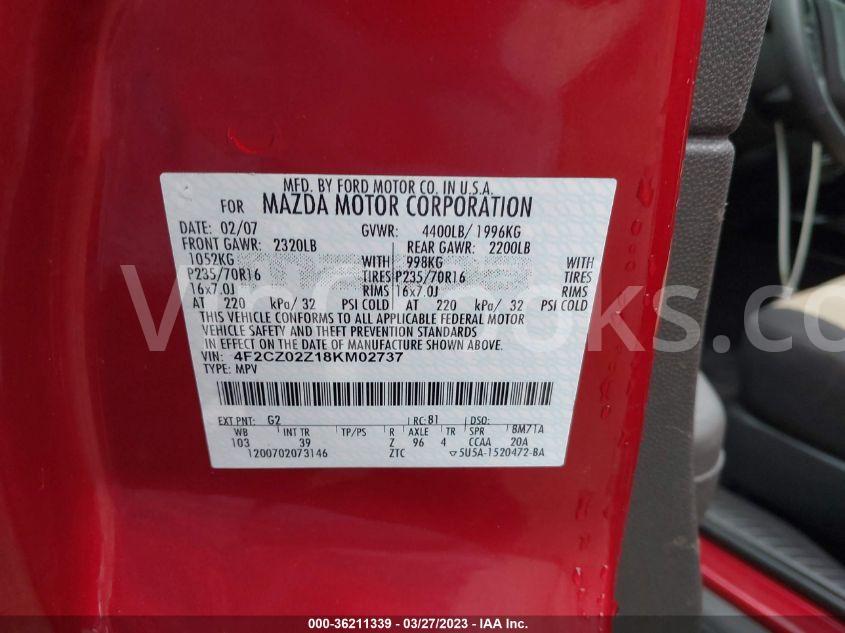 MFD. BY FORD MOTOR CO. IN U.S.A.
FOR MAZDA MOTOR CORPORATION
DATE: 02/07 GVWR: 4400LB/ 1996KG
FRONT GAWR: 2320LB REAR GAWR: 2200LB
1052KG WITH 998KG WITH
P235/70R16 TIRES P235/70R16 TIRES
16x7.0J RIMS 16x7.0J RIMS
AT 220 kPa/ 32 PSI COLD AT 220 kPa/ 32 PSI COLD
THIS VEHICLE CONFORMS TO ALL APPLICABLE FEDERAL MOTOR
VEHICLE SAFETY AND THEFT PREVENTION STANDARDS
IN EFFECT ON THE DATE OF MANUFACTURE SHOWN ABOVE.
VIN: 4F2CZ02Z18KM02737
TYPE: MPV
EXT PNT: G2 RC: 81 DSO:
WB INT TR TP/PS R AXLE TR SPR 8M71A
103 39 Z 96 4 CCAA 20A
1200702073146 ZTC ▽5U5A-1520472-BA
000-36211339 / 03/27/2023 - IAA, Inc.